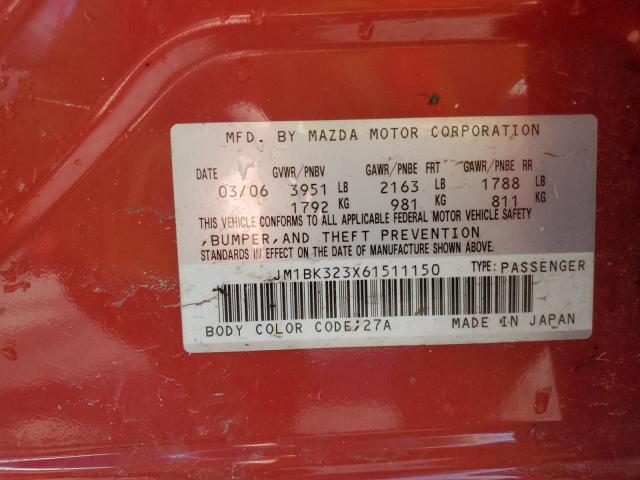 MFD. BY MAZDA MOTOR CORPORATION
DATE GVWR/PNBV GAWR/PNBE FRT GAWR/PNBE RR
03/06 3951 LB 2163 LB 1788 LB
1792 KG 981 KG 811 KG
THIS VEHICLE CONFORMS TO ALL APPLICABLE FEDERAL MOTOR VEHICLE SAFETY
,BUMPER,AND THEFT PREVENTION
STANDARDS IN EFFECT ON THE DATE OF MANUFACTURE SHOWN ABOVE.
JM1BK323X61511150 TYPE:PASSENGER
BODY COLOR CODE;27A MADE IN JAPAN